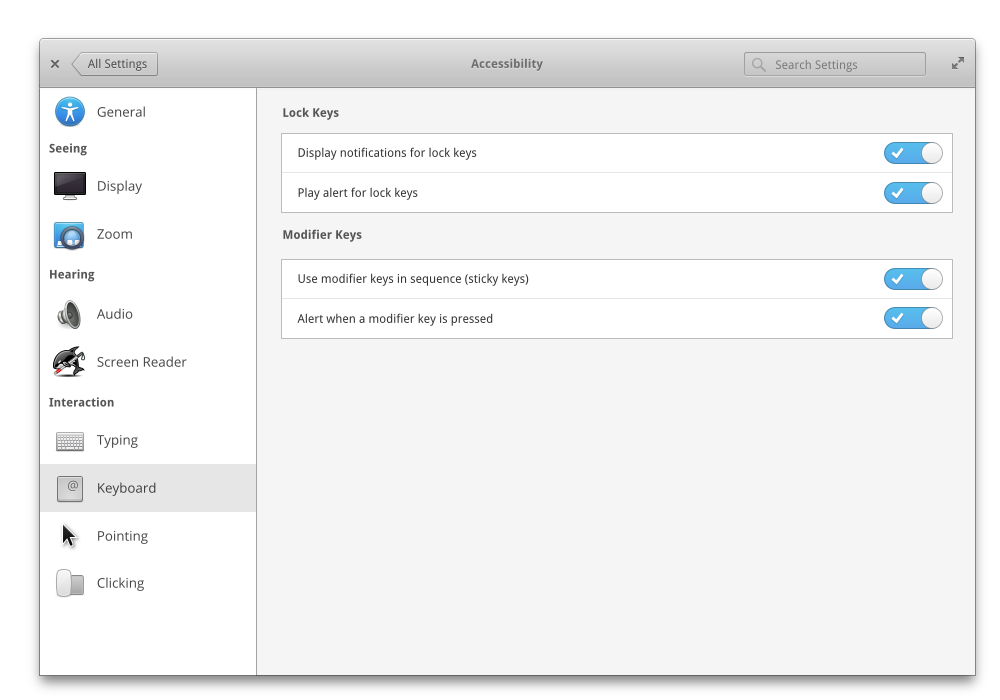 All Settings
Accessibility
Search Settings
General
Seeing
Display
Zoom
Hearing
Audio
Screen Reader
Interaction
Typing
@
Keyboard
Pointing
Clicking
Lock Keys
Display notifications for lock keys
Play alert for lock keys
Modifier Keys
Use modifier keys in sequence (sticky keys)
Alert when a modifier key is pressed